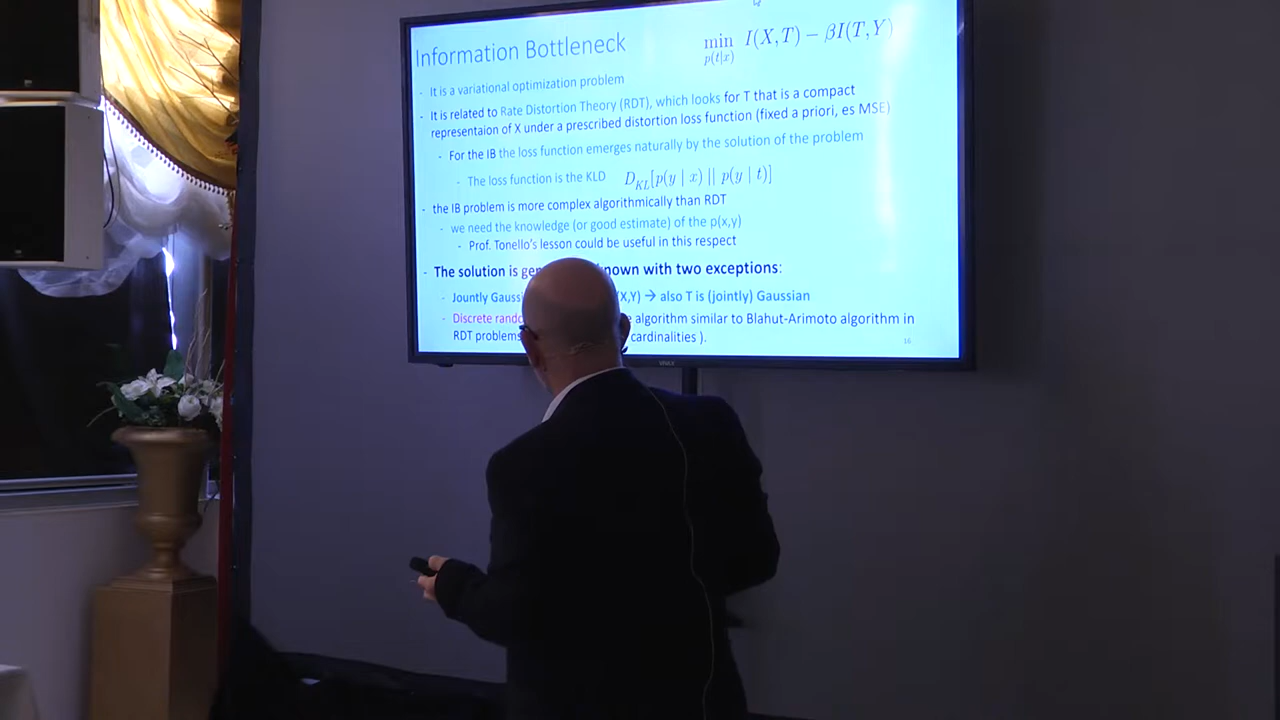 Information Bottleneck
min I(X,T) − βI(T,Y)
p(t|x)
- It is a variational optimization problem
- It is related to Rate Distortion Theory (RDT), which looks for T that is a compact
representaion of X under a prescribed distortion loss function (fixed a priori, es MSE)
- For the IB the loss function emerges naturally by the solution of the problem
- The loss function is the KLD D_KL[p(y | x) || p(y | t)]
- the IB problem is more complex algorithmically than RDT
- we need the knowledge (or good estimate) of the p(x,y)
- Prof. Tonello's lesson could be useful in this respect
- The solution is known with two exceptions:
- Jountly (X,Y) → also T is (jointly) Gaussian
- Discrete algorithm similar to Blahut-Arimoto algorithm in
RDT problems cardinalities ).
16